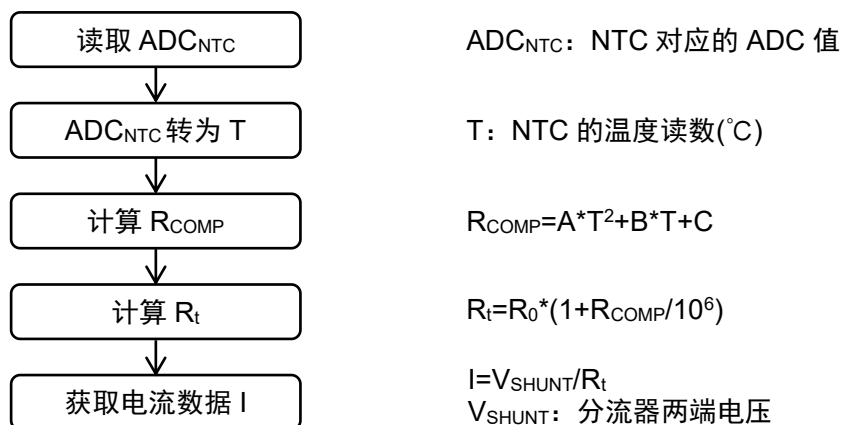 读取 ADCNTC
ADCNTC：NTC 对应的 ADC 值
ADCNTC 转为 T
T：NTC 的温度读数(℃)
计算 RCOMP
RCOMP=A*T²+B*T+C
计算 Rt
Rt=R0*(1+RCOMP/10⁶)
获取电流数据 I
I=VSHUNT/Rt
VSHUNT：分流器两端电压